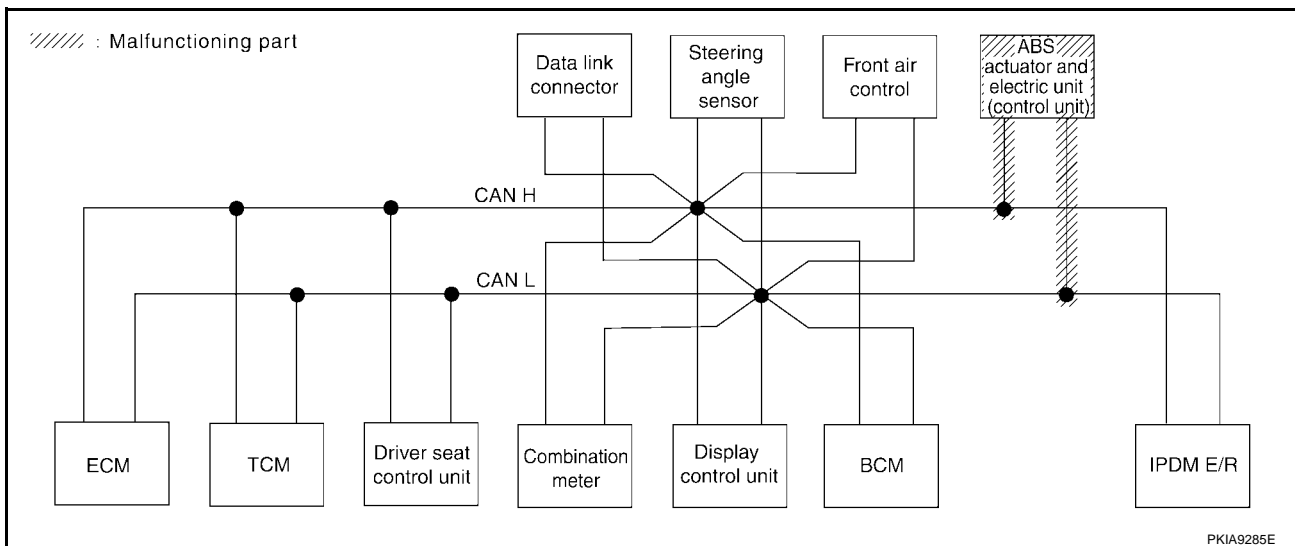 : Malfunctioning part
Data link
connector
Steering
angle
sensor
Front air
control
ABS
actuator and
electric unit
(control unit)
CAN H
CAN L
ECM
TCM
Driver seat
control unit
Combination
meter
Display
control unit
BCM
IPDM E/R
PKIA9285E